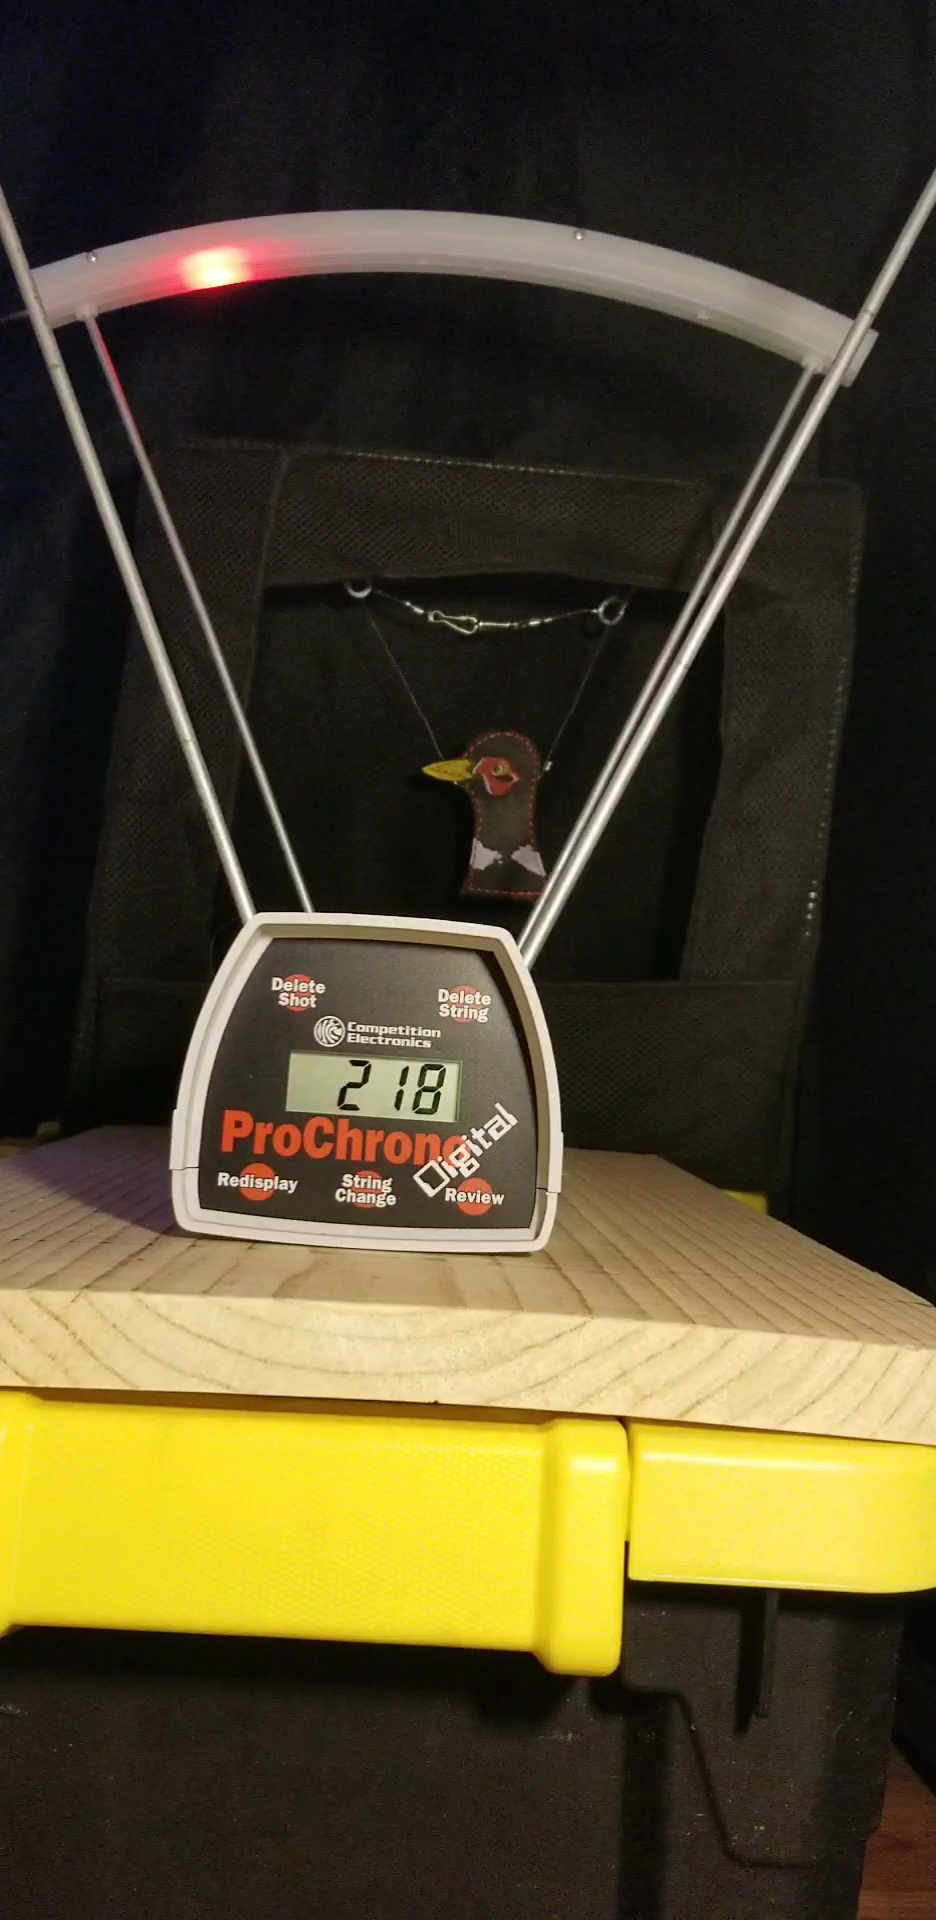 Delete
Shot
Delete
String
Competition
Electronics
218
ProChrono
Digital
Redisplay
String
Change
Review